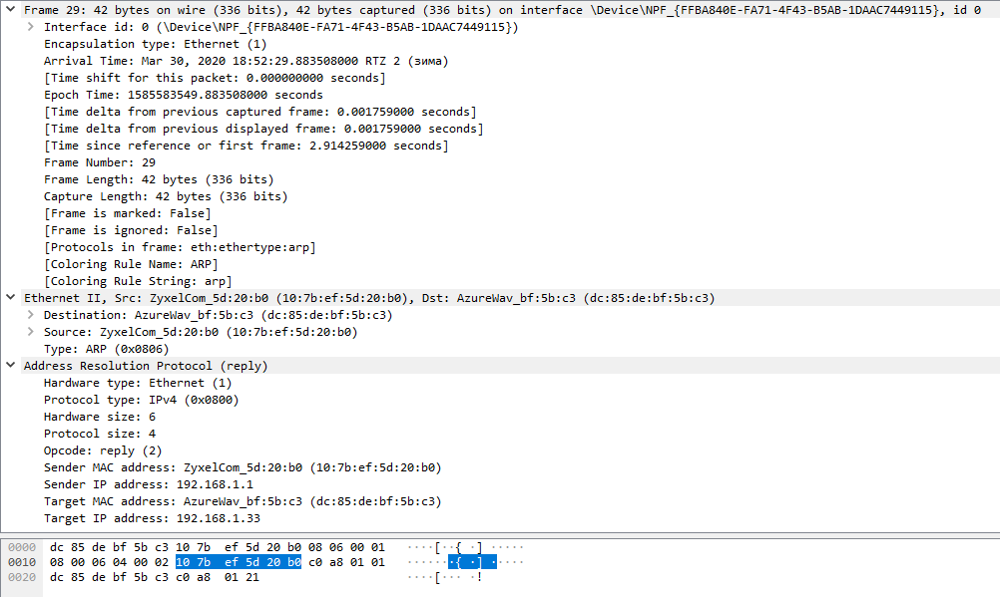 Frame 29: 42 bytes on wire (336 bits), 42 bytes captured (336 bits) on interface \Device\NPF_{FFBA840E-FA71-4F43-B5AB-1DAAC7449115}, id 0
Interface id: 0 (\Device\NPF_{FFBA840E-FA71-4F43-B5AB-1DAAC7449115})
Encapsulation type: Ethernet (1)
Arrival Time: Mar 30, 2020 18:52:29.883508000 RTZ 2 (зима)
[Time shift for this packet: 0.000000000 seconds]
Epoch Time: 1585583549.883508000 seconds
[Time delta from previous captured frame: 0.001759000 seconds]
[Time delta from previous displayed frame: 0.001759000 seconds]
[Time since reference or first frame: 2.914259000 seconds]
Frame Number: 29
Frame Length: 42 bytes (336 bits)
Capture Length: 42 bytes (336 bits)
[Frame is marked: False]
[Frame is ignored: False]
[Protocols in frame: eth:ethertype:arp]
[Coloring Rule Name: ARP]
[Coloring Rule String: arp]
Ethernet II, Src: ZyxelCom_5d:20:b0 (10:7b:ef:5d:20:b0), Dst: AzureWav_bf:5b:c3 (dc:85:de:bf:5b:c3)
Destination: AzureWav_bf:5b:c3 (dc:85:de:bf:5b:c3)
Source: ZyxelCom_5d:20:b0 (10:7b:ef:5d:20:b0)
Type: ARP (0x0806)
Address Resolution Protocol (reply)
Hardware type: Ethernet (1)
Protocol type: IPv4 (0x0800)
Hardware size: 6
Protocol size: 4
Opcode: reply (2)
Sender MAC address: ZyxelCom_5d:20:b0 (10:7b:ef:5d:20:b0)
Sender IP address: 192.168.1.1
Target MAC address: AzureWav_bf:5b:c3 (dc:85:de:bf:5b:c3)
Target IP address: 192.168.1.33
0000 dc 85 de bf 5b c3 10 7b ef 5d 20 b0 08 06 00 01 ····[··{ ·] ·····
0010 08 00 06 04 00 02 10 7b ef 5d 20 b0 c0 a8 01 01 ·······{ ·] ·····
0020 dc 85 de bf 5b c3 c0 a8 01 21 ····[··· ·!